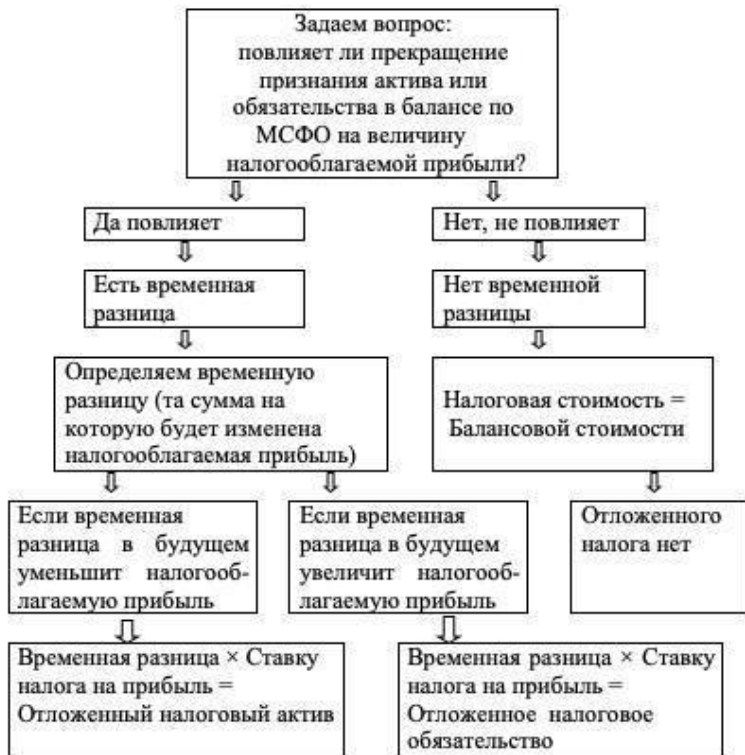 Задаем вопрос:
повлияет ли прекращение
признания актива или
обязательства в балансе по
МСФО на величину
налогооблагаемой прибыли?
Да повлияет
Нет, не повлияет
Есть временная
разница
Нет временной
разницы
Определяем временную
разницу (та сумма на
которую будет изменена
налогооблагаемая прибыль)
Налоговая стоимость =
Балансовой стоимости
Если временная
разница в будущем
уменьшит налогооб-
лагаемую прибыль
Если временная
разница в будущем
увеличит налогооб-
лагаемую прибыль
Отложенного
налога нет
Временная разница × Ставку
налога на прибыль =
Отложенный налоговый актив
Временная разница × Ставку
налога на прибыль =
Отложенное налоговое
обязательство